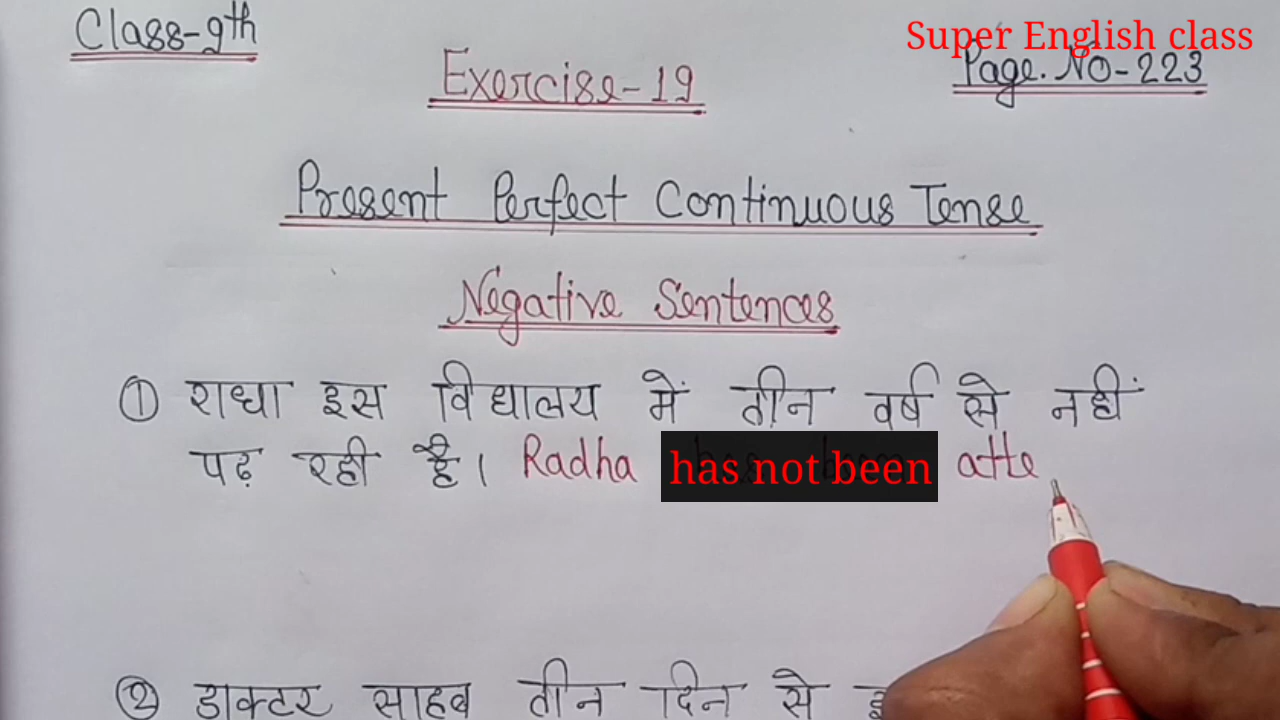 Class-9th
Super English class
Page. No-223
Exercise-19
Present Perfect Continuous Tense
Negative Sentences
① राधा इस विद्यालय में तीन वर्ष से नहीं
पढ़ रही है। Radha has not been atte
② डाक्टर साहब तीन दिन से